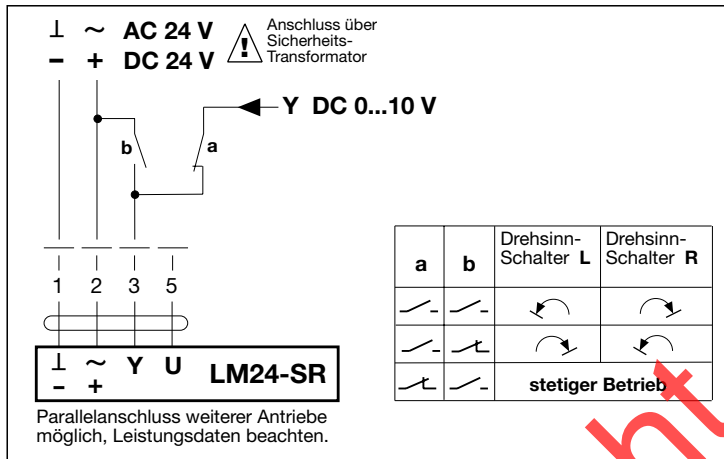 ⊥ ~ AC 24 V
– + DC 24 V
!
Anschluss über
Sicherheits-
Transformator
Y DC 0...10 V
b
a
1 2 3 5
⊥ ~ Y U
– +
LM24-SR
Parallelanschluss weiterer Antriebe
möglich, Leistungsdaten beachten.
a b Drehsinn-Schalter L Drehsinn-Schalter R
stetiger Betrieb
ht